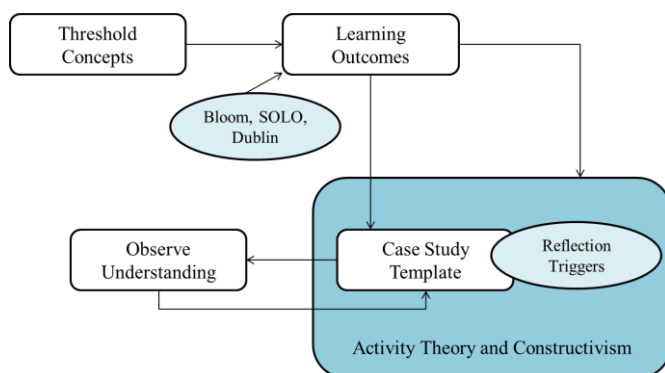 Threshold
Concepts
Learning
Outcomes
Bloom, SOLO,
Dublin
Observe
Understanding
Case Study
Template
Reflection
Triggers
Activity Theory and Constructivism